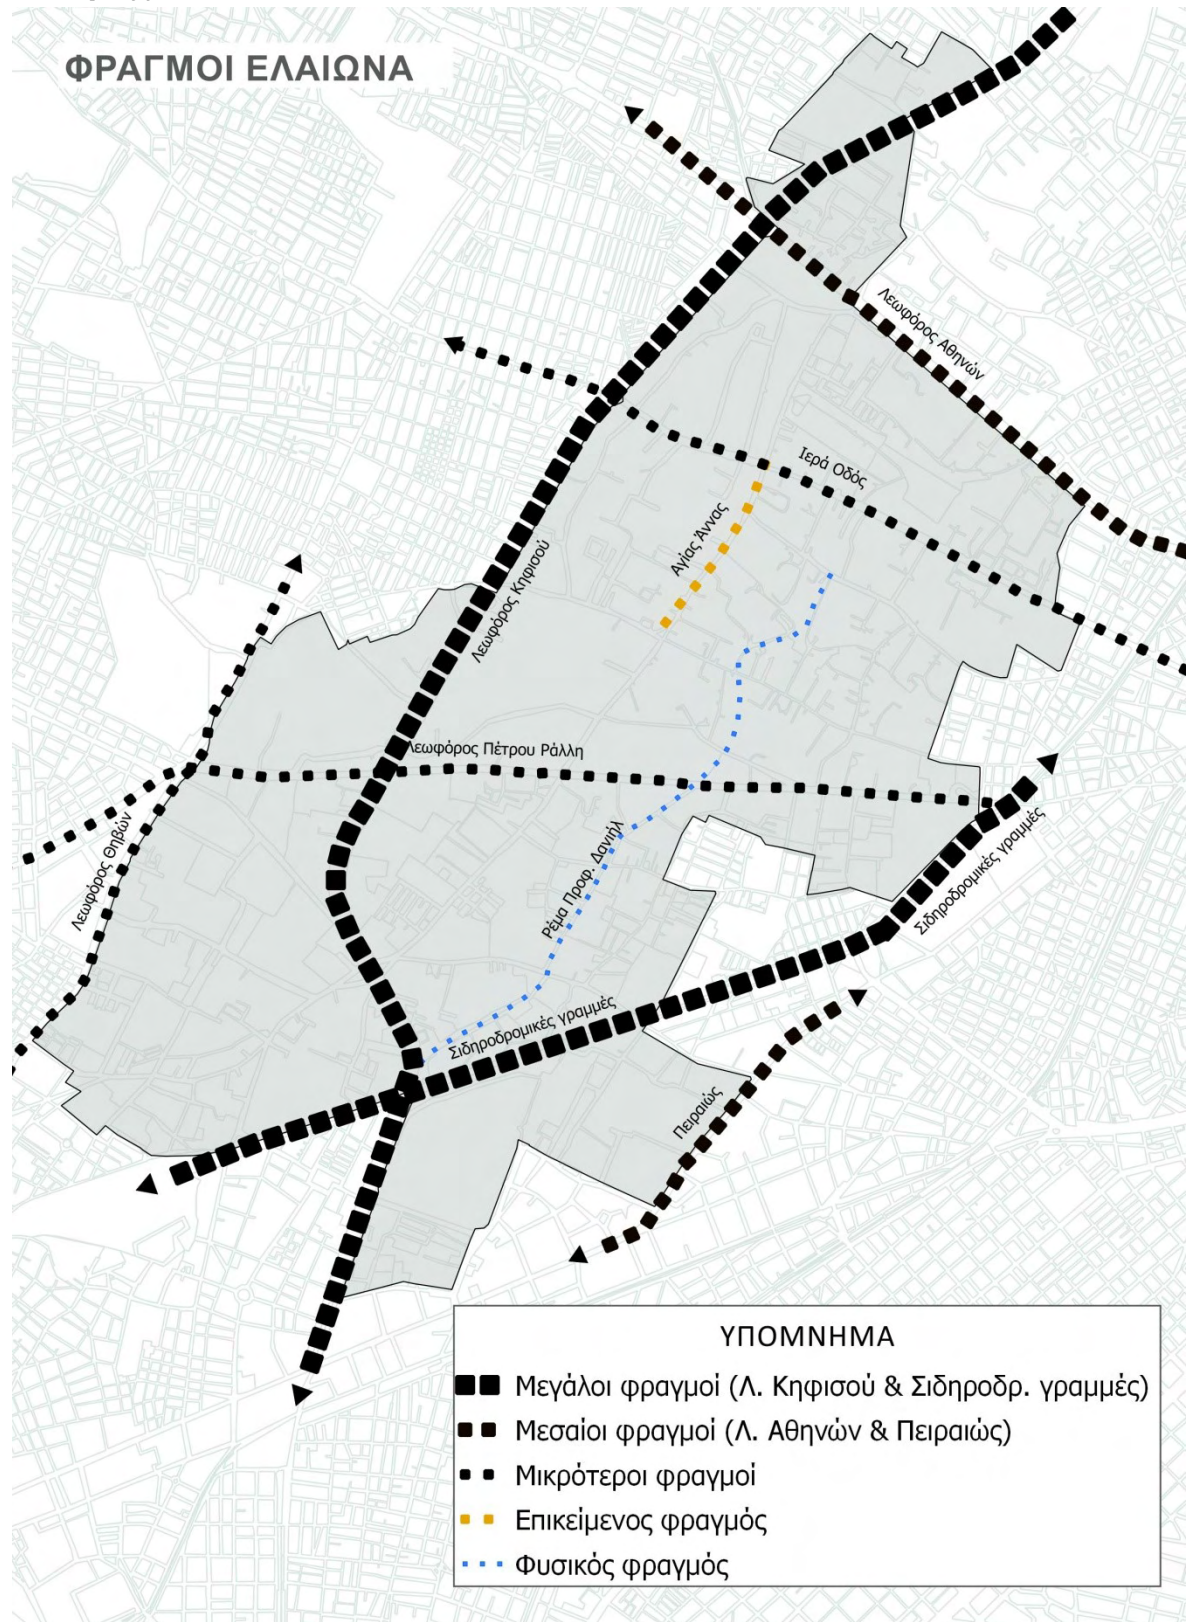 ΦΡΑΓΜΟΙ ΕΛΑΙΩΝΑ
Λεωφόρος Αθηνών
Ιερά Οδός
Αγίας Άννας
Λεωφόρος Κηφισού
Λεωφόρος Πέτρου Ράλλη
Λεωφόρος Θηβών
Ρέμα Προφ. Δανιήλ
Σιδηροδρομικές γραμμές
Σιδηροδρομικές γραμμές
Πειραιώς
ΥΠΟΜΝΗΜΑ
Μεγάλοι φραγμοί (Λ. Κηφισού & Σιδηροδρ. γραμμές)
Μεσαίοι φραγμοί (Λ. Αθηνών & Πειραιώς)
Μικρότεροι φραγμοί
Επικείμενος φραγμός
Φυσικός φραγμός